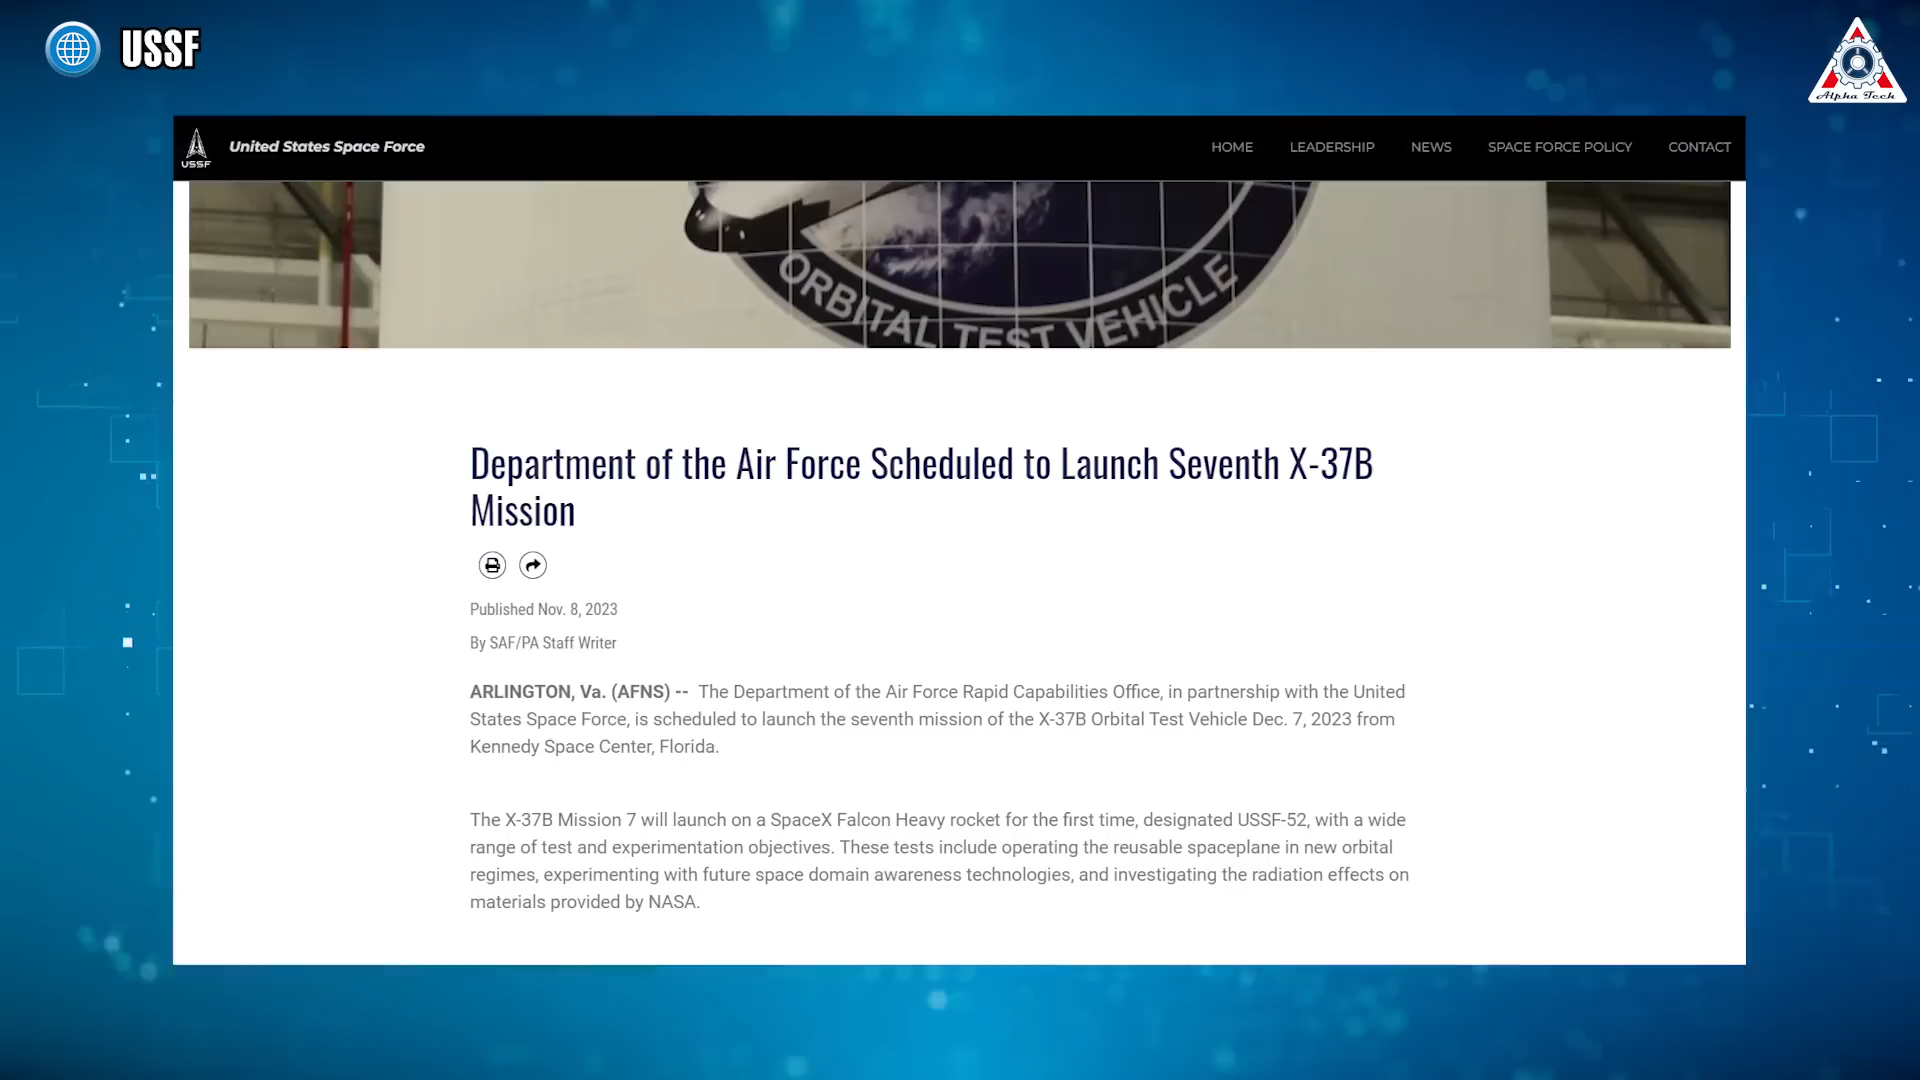 USSF
Alpha Tech
USSF
United States Space Force
HOME LEADERSHIP NEWS SPACE FORCE POLICY CONTACT
ORBITAL TEST VEHICLE
Department of the Air Force Scheduled to Launch Seventh X-37B
Mission
Published Nov. 8, 2023
By SAF/PA Staff Writer
ARLINGTON, Va. (AFNS) -- The Department of the Air Force Rapid Capabilities Office, in partnership with the United
States Space Force, is scheduled to launch the seventh mission of the X-37B Orbital Test Vehicle Dec. 7, 2023 from
Kennedy Space Center, Florida.
The X-37B Mission 7 will launch on a SpaceX Falcon Heavy rocket for the first time, designated USSF-52, with a wide
range of test and experimentation objectives. These tests include operating the reusable spaceplane in new orbital
regimes, experimenting with future space domain awareness technologies, and investigating the radiation effects on
materials provided by NASA.